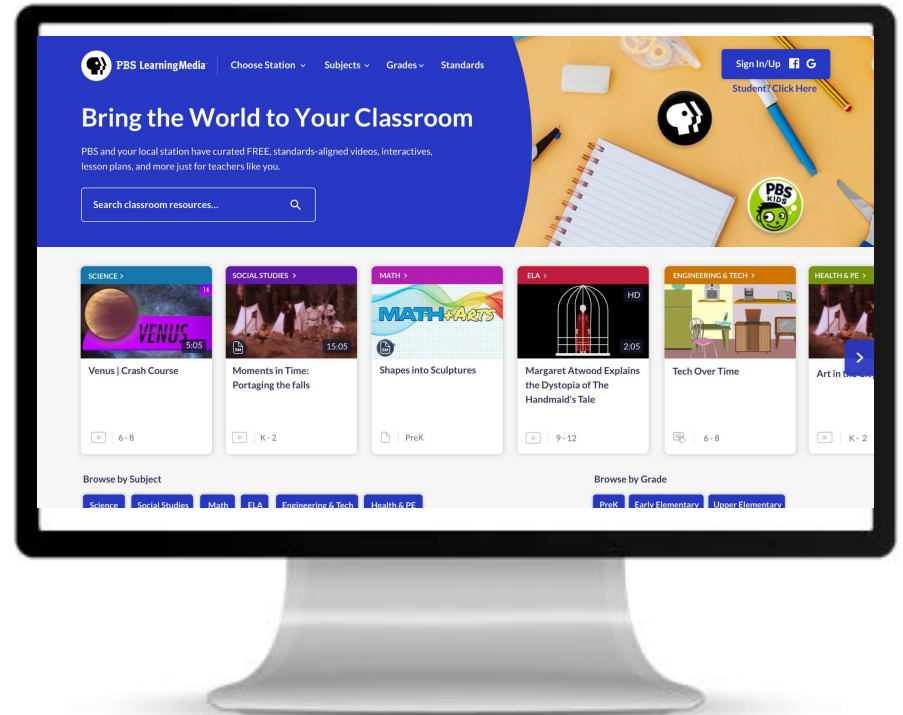 PBS LearningMedia
Choose Station
Subjects
Grades
Standards
Sign In/Up
Student? Click Here
Bring the World to Your Classroom
PBS and your local station have curated FREE, standards-aligned videos, interactives,
lesson plans, and more just for teachers like you.
Search classroom resources...
PBS
KIDS
SCIENCE >
SOCIAL STUDIES >
MATH >
ELA >
ENGINEERING & TECH >
HEALTH & PE >
14
VENUS
5:05
15:05
MATH+ARTS
HD
2:05
Venus | Crash Course
Moments in Time:
Portaging the falls
Shapes into Sculptures
Margaret Atwood Explains
the Dystopia of The
Handmaid's Tale
Tech Over Time
Art in the City
6 - 8
K - 2
PreK
9 - 12
6 - 8
K - 2
Browse by Subject
Browse by Grade
Science
Social Studies
Math
ELA
Engineering & Tech
Health & PE
PreK
Early Elementary
Upper Elementary